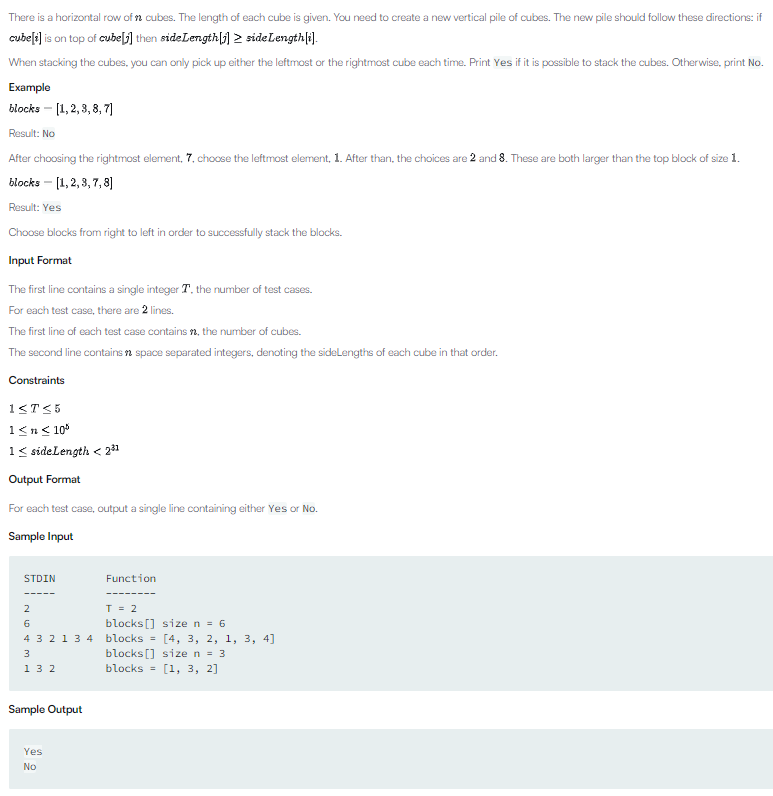 There is a horizontal row of n cubes. The length of each cube is given. You need to create a new vertical pile of cubes. The new pile should follow these directions: if
cube[i] is on top of cube[j] then sideLength[j] ≥ sideLength[i].
When stacking the cubes, you can only pick up either the leftmost or the rightmost cube each time. Print Yes if it is possible to stack the cubes. Otherwise, print No.
Example
blocks = [1, 2, 3, 8, 7]
Result: No
After choosing the rightmost element, 7, choose the leftmost element, 1. After than, the choices are 2 and 8. These are both larger than the top block of size 1.
blocks = [1, 2, 3, 7, 8]
Result: Yes
Choose blocks from right to left in order to successfully stack the blocks.
Input Format
The first line contains a single integer T, the number of test cases.
For each test case, there are 2 lines.
The first line of each test case contains n, the number of cubes.
The second line contains n space separated integers, denoting the sideLengths of each cube in that order.
Constraints
1 ≤ T ≤ 5
1 ≤ n ≤ 10⁵
1 ≤ sideLength < 2³¹
Output Format
For each test case, output a single line containing either Yes or No.
Sample Input
STDIN Function
----- --------
2 T = 2
6 blocks[] size n = 6
4 3 2 1 3 4 blocks = [4, 3, 2, 1, 3, 4]
3 blocks[] size n = 3
1 3 2 blocks = [1, 3, 2]
Sample Output
Yes
No